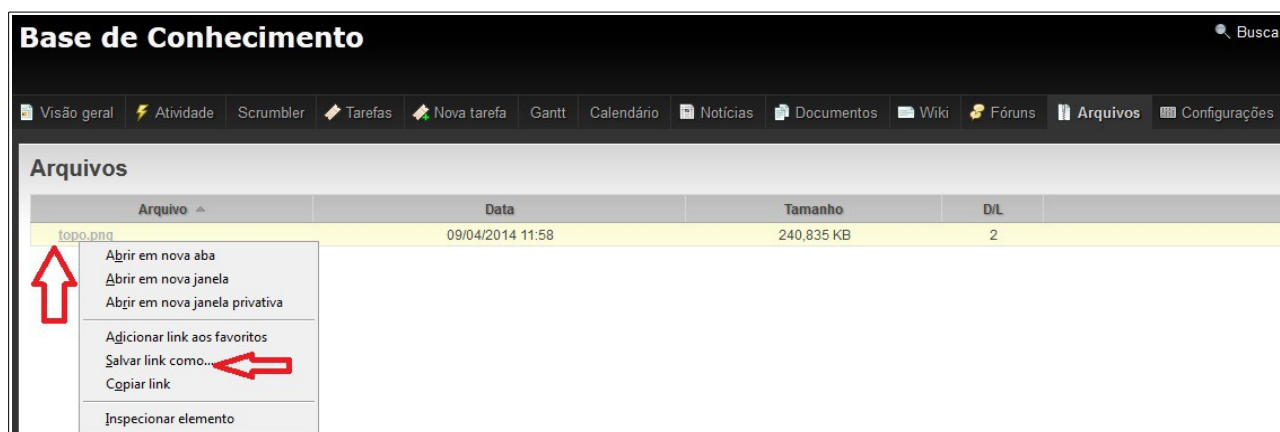 Base de Conhecimento
Busca
Visão geral Atividade Scrumbler Tarefas Nova tarefa Gantt Calendário Notícias Documentos Wiki Fóruns Arquivos Configurações
Arquivos
Arquivo Data Tamanho D/L
topo.png 09/04/2014 11:58 240,835 KB 2
Abrir em nova aba
Abrir em nova janela
Abrir em nova janela privativa
Adicionar link aos favoritos
Salvar link como...
Copiar link
Inspecionar elemento